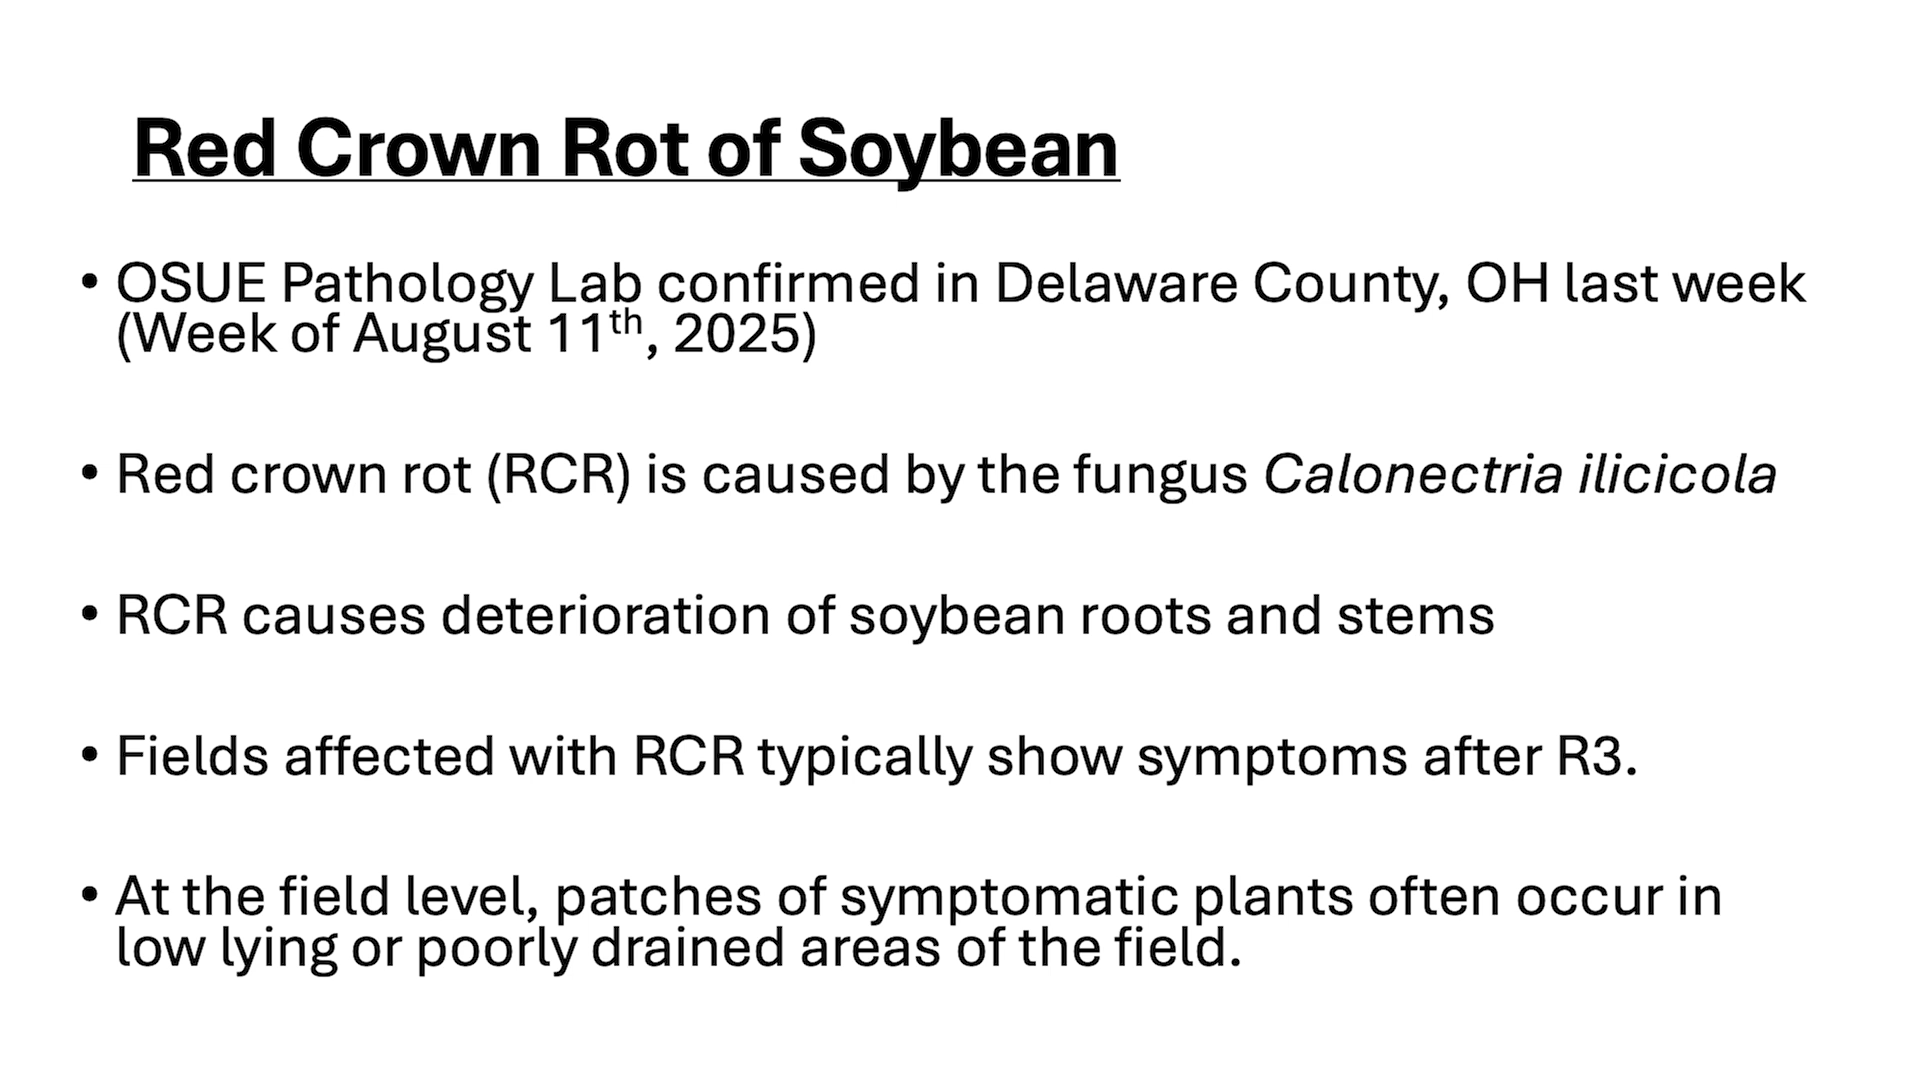 Red Crown Rot of Soybean
• OSUE Pathology Lab confirmed in Delaware County, OH last week
(Week of August 11th, 2025)
• Red crown rot (RCR) is caused by the fungus Calonectria ilicicola
• RCR causes deterioration of soybean roots and stems
• Fields affected with RCR typically show symptoms after R3.
• At the field level, patches of symptomatic plants often occur in
low lying or poorly drained areas of the field.